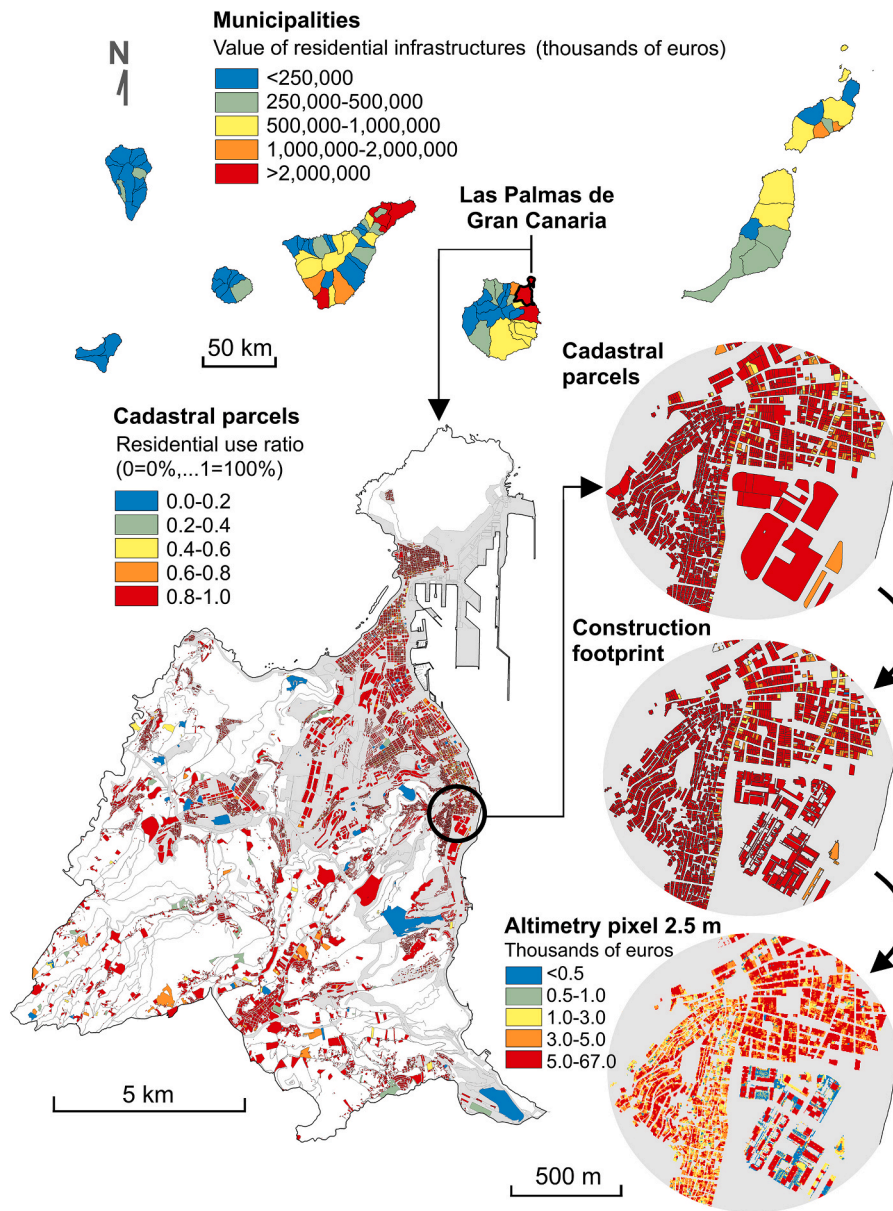 Municipalities
Value of residential infrastructures (thousands of euros)
N
<250,000
250,000-500,000
500,000-1,000,000
1,000,000-2,000,000
>2,000,000
Las Palmas de
Gran Canaria
50 km
Cadastral
parcels
Cadastral parcels
Residential use ratio
(0=0%,...1=100%)
0.0-0.2
0.2-0.4
0.4-0.6
0.6-0.8
0.8-1.0
Construction
footprint
Altimetry pixel 2.5 m
Thousands of euros
<0.5
0.5-1.0
1.0-3.0
3.0-5.0
5.0-67.0
5 km
500 m